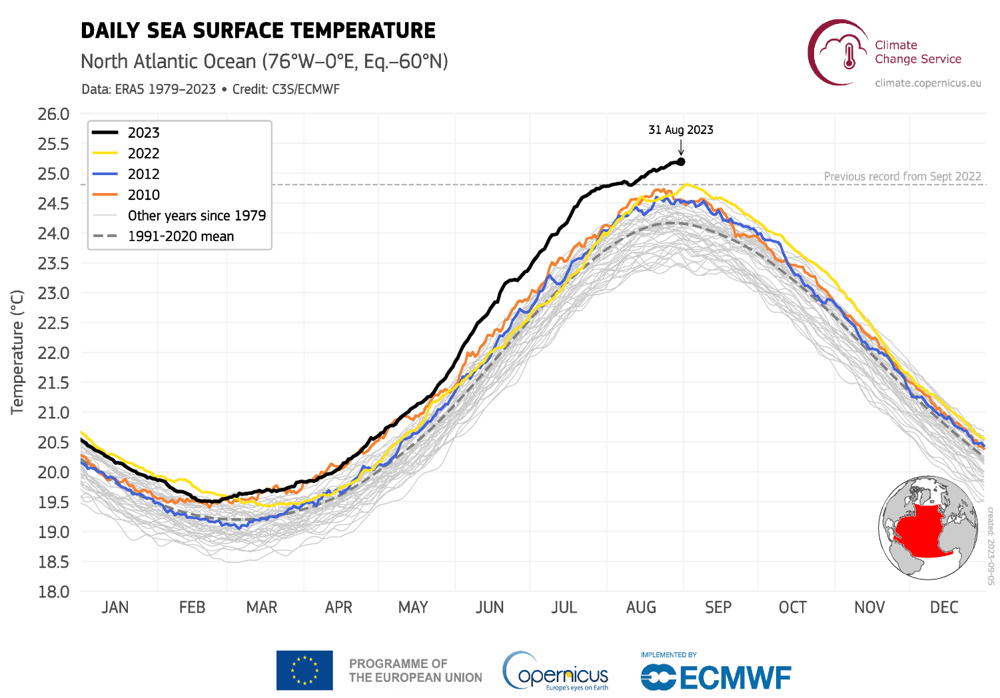 DAILY SEA SURFACE TEMPERATURE
North Atlantic Ocean (76°W–0°E, Eq.–60°N)
Data: ERA5 1979–2023 • Credit: C3S/ECMWF
Climate
Change Service
climate.copernicus.eu
26.0
25.5
25.0
24.5
24.0
23.5
23.0
22.5
22.0
21.5
21.0
20.5
20.0
19.5
19.0
18.5
18.0
Temperature (°C)
2023
2022
2012
2010
Other years since 1979
1991-2020 mean
31 Aug 2023
Previous record from Sept 2022
JAN FEB MAR APR MAY JUN JUL AUG SEP OCT NOV DEC
created: 2023-09-05
PROGRAMME OF
THE EUROPEAN UNION
opernicus
Europe's eyes on Earth
IMPLEMENTED BY
ECMWF